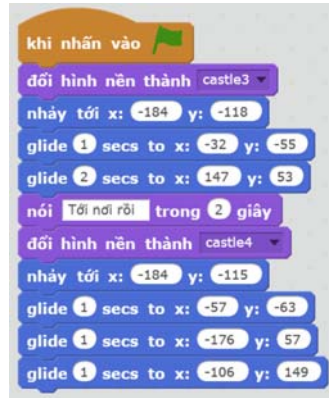 khi nhấn vào
đổi hình nền thành castle3
nhảy tới x: -184 y: -118
glide 1 secs to x: -32 y: -55
glide 2 secs to x: 147 y: 53
nói Tới nơi rồi trong 2 giây
đổi hình nền thành castle4
nhảy tới x: -184 y: -115
glide 1 secs to x: -57 y: -63
glide 1 secs to x: -176 y: 57
glide 1 secs to x: -106 y: 149